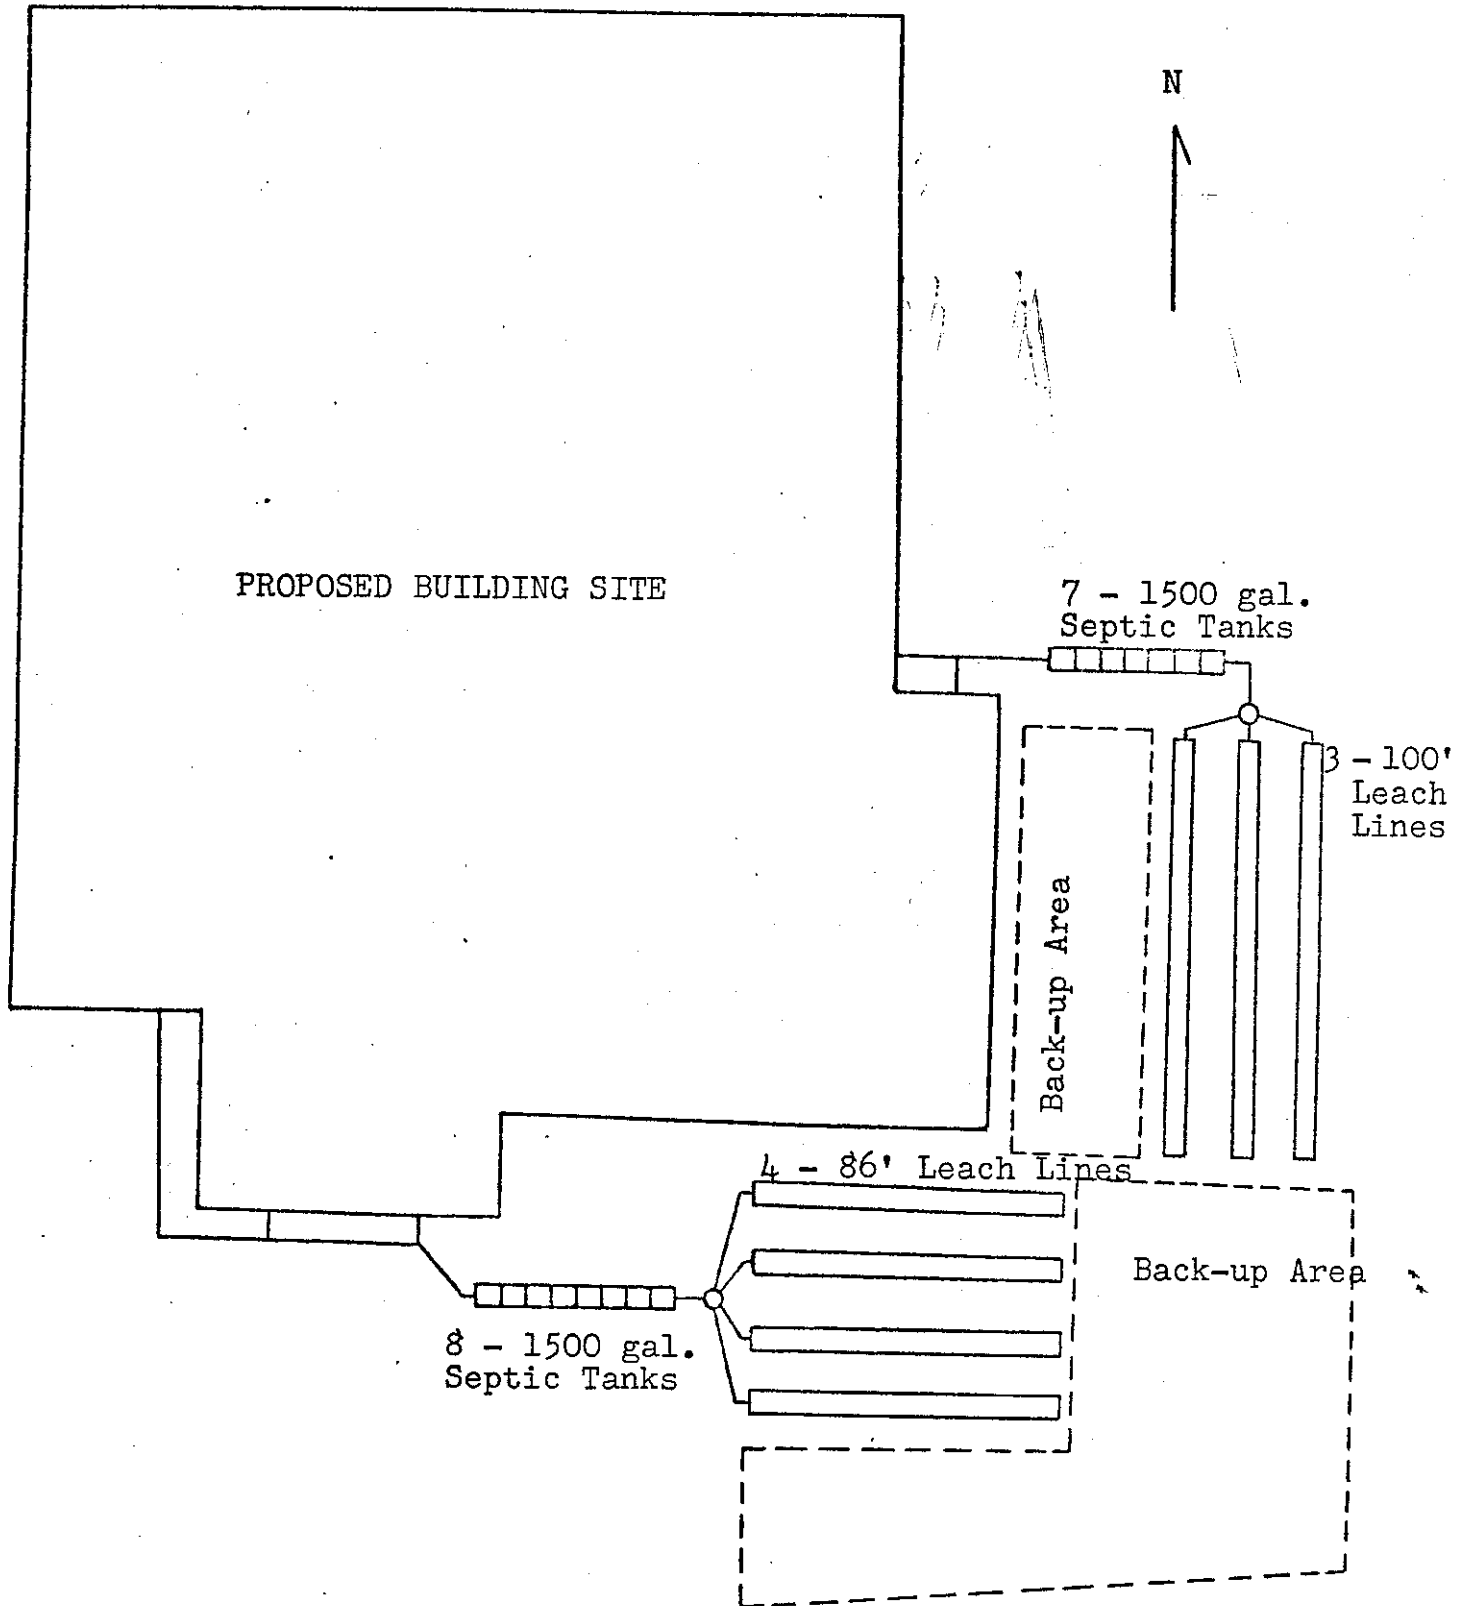 N
PROPOSED BUILDING SITE
7 - 1500 gal.
Septic Tanks
3 - 100'
Leach
Lines
Back-up Area
4 - 86' Leach Lines
Back-up Area
8 - 1500 gal.
Septic Tanks